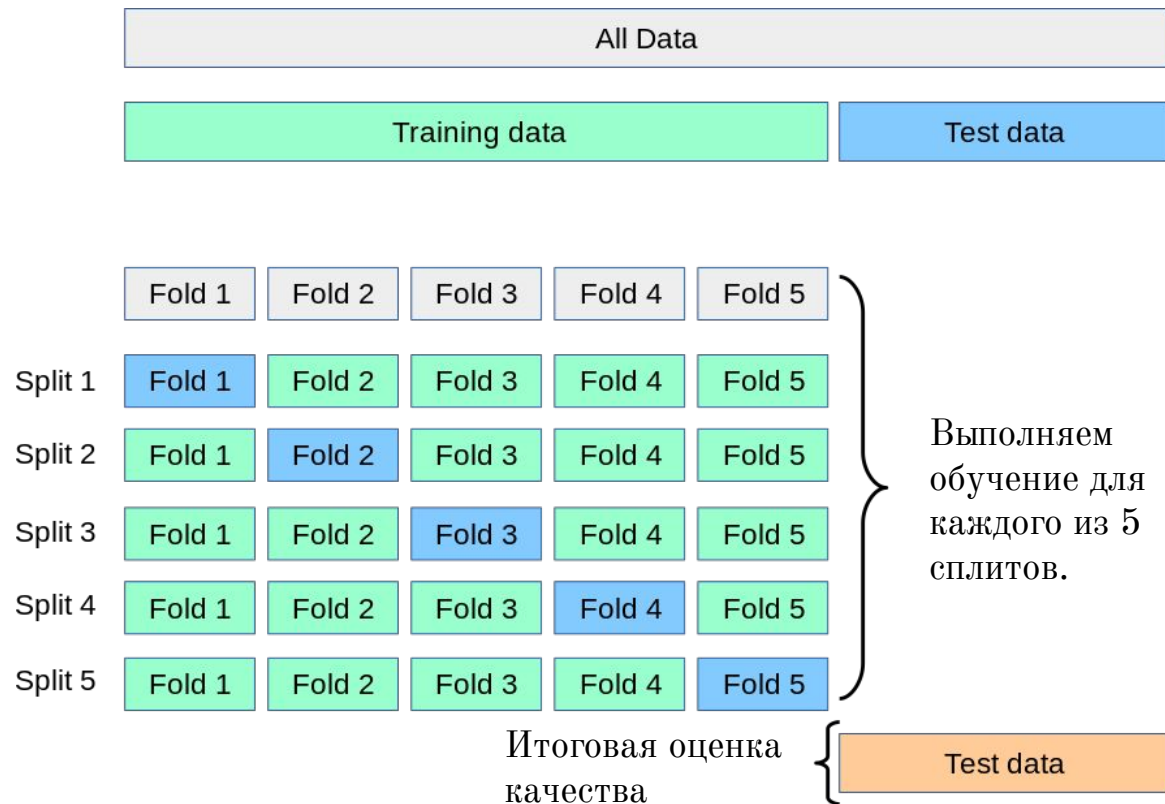 All Data
Training data Test data
Fold 1 Fold 2 Fold 3 Fold 4 Fold 5
Split 1 Fold 1 Fold 2 Fold 3 Fold 4 Fold 5
Split 2 Fold 1 Fold 2 Fold 3 Fold 4 Fold 5
Split 3 Fold 1 Fold 2 Fold 3 Fold 4 Fold 5
Split 4 Fold 1 Fold 2 Fold 3 Fold 4 Fold 5
Split 5 Fold 1 Fold 2 Fold 3 Fold 4 Fold 5
Выполняем
обучение для
каждого из 5
сплитов.
Итоговая оценка
качества
Test data